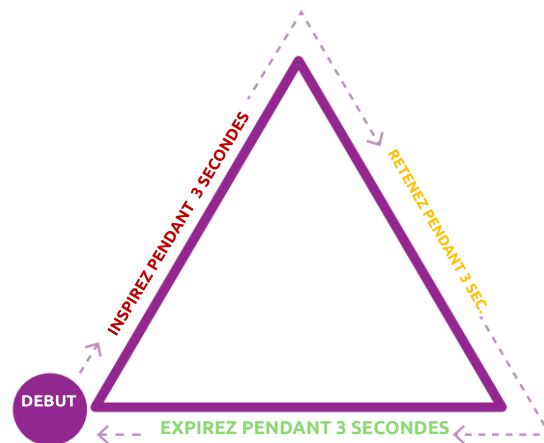 DEBUT
INSPIREZ PENDANT 3 SECONDES
RETENEZ PENDANT 3 SEC.
EXPIREZ PENDANT 3 SECONDES